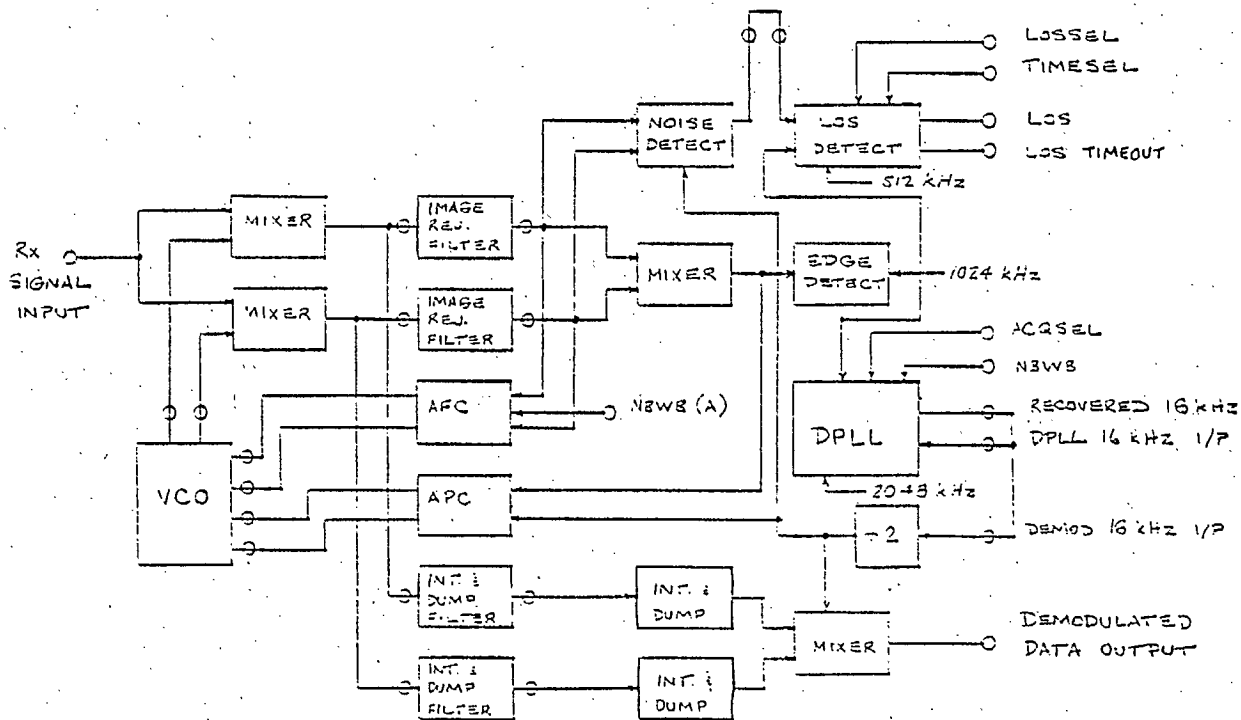 LOSSEL
TIMESEL
NOISE
DETECT
LOS
DETECT
LOS
LOS TIMEOUT
512 kHz
MIXER
IMAGE
REJ.
FILTER
Rx
SIGNAL
INPUT
MIXER
EDGE
DETECT
1024 kHz
MIXER
IMAGE
REJ.
FILTER
ACQSEL
NBWB
AFC
NBWB (A)
RECOVERED 16 kHz
DPLL
DPLL 16 kHz I/P
VCO
APC
2048 kHz
÷2
DEMOD 16 kHz I/P
INT. &
DUMP
FILTER
INT. &
DUMP
MIXER
DEMODULATED
DATA OUTPUT
INT. &
DUMP
FILTER
INT. &
DUMP